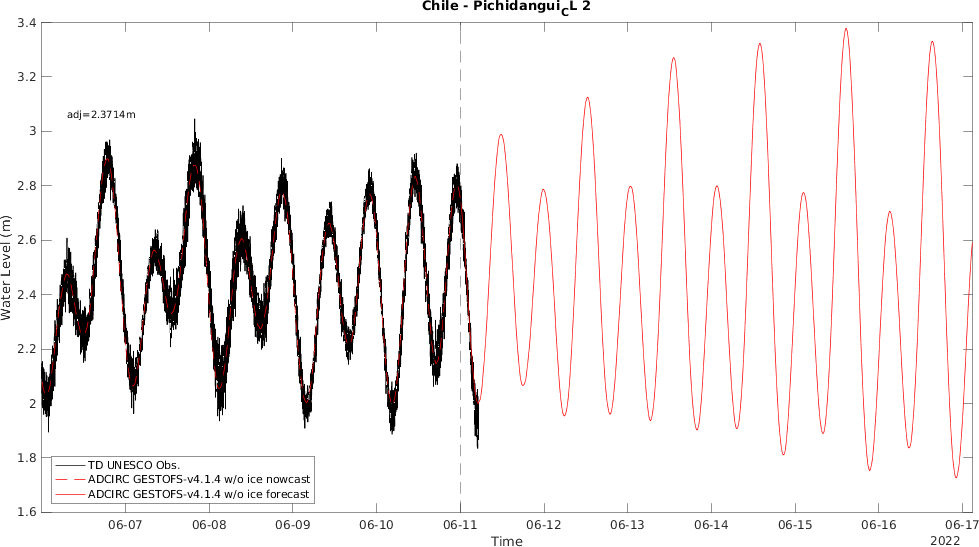 Chile - Pichidangui_CL 2
3.4
3.2
3
2.8
2.6
2.4
2.2
2
1.8
1.6
Water Level (m)
adj=2.3714m
TD UNESCO Obs.
ADCIRC GESTOFS-v4.1.4 w/o ice nowcast
ADCIRC GESTOFS-v4.1.4 w/o ice forecast
06-07 06-08 06-09 06-10 06-11 06-12 06-13 06-14 06-15 06-16 06-17
Time
2022